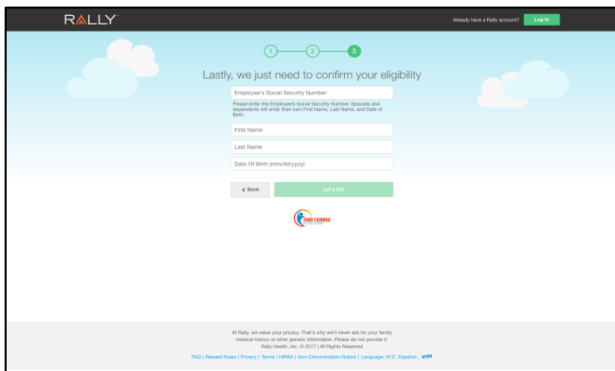 RALLY
Already have a Rally account? Log In
1 2 3
Lastly, we just need to confirm your eligibility
Employee's Social Security Number
Please enter the Employee's Social Security Number. Spouses and
dependants will enter their own First Name, Last Name, and Date of
Birth.
First Name
Last Name
Date Of Birth (mm/dd/yyyy)
< Back Let's Go!
TAKE CHARGE
At Rally, we value your privacy. That's why we'll never ask for your family
medical history or other genetic information. Please do not provide it.
Rally Health, Inc. © 2017 | All Rights Reserved
FAQ | Reward Rules | Privacy | Terms | HIPAA | Non-Discrimination Notice | Language: 中文, Español...